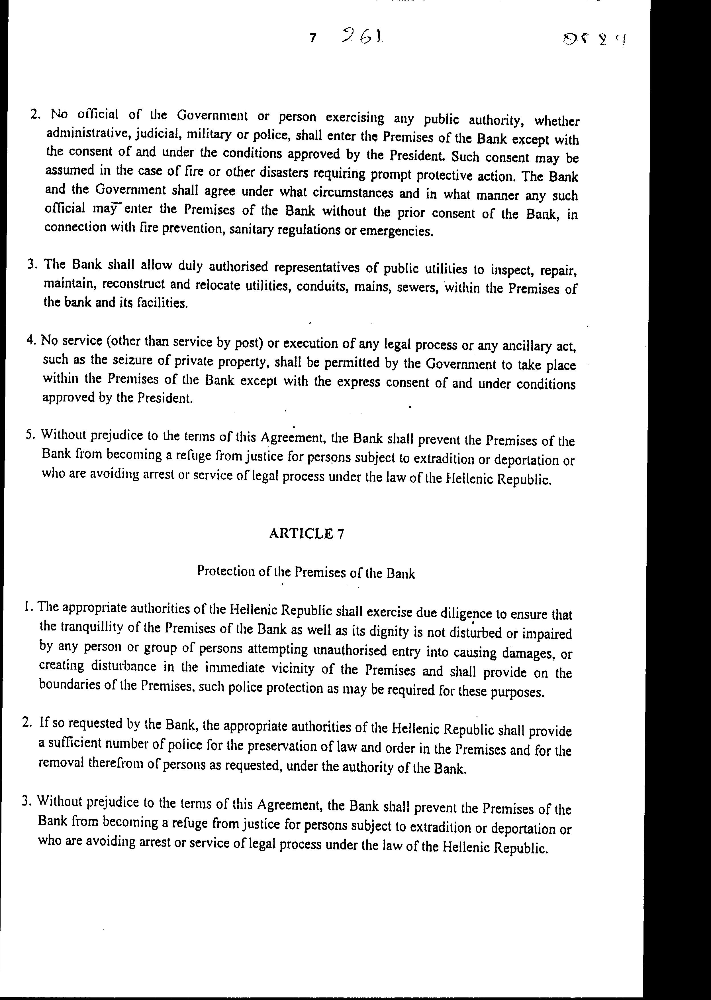 7 261
2. No official of the Government or person exercising any public authority, whether
administrative, judicial, military or police, shall enter the Premises of the Bank except with
the consent of and under the conditions approved by the President. Such consent may be
assumed in the case of fire or other disasters requiring prompt protective action. The Bank
and the Government shall agree under what circumstances and in what manner any such
official may enter the Premises of the Bank without the prior consent of the Bank, in
connection with fire prevention, sanitary regulations or emergencies.
3. The Bank shall allow duly authorised representatives of public utilities to inspect, repair,
maintain, reconstruct and relocate utilities, conduits, mains, sewers, within the Premises of
the bank and its facilities.
4. No service (other than service by post) or execution of any legal process or any ancillary act,
such as the seizure of private property, shall be permitted by the Government to take place
within the Premises of the Bank except with the express consent of and under conditions
approved by the President.
5. Without prejudice to the terms of this Agreement, the Bank shall prevent the Premises of the
Bank from becoming a refuge from justice for persons subject to extradition or deportation or
who are avoiding arrest or service of legal process under the law of the Hellenic Republic.
ARTICLE 7
Protection of the Premises of the Bank
1. The appropriate authorities of the Hellenic Republic shall exercise due diligence to ensure that
the tranquillity of the Premises of the Bank as well as its dignity is not disturbed or impaired
by any person or group of persons attempting unauthorised entry into causing damages, or
creating disturbance in the immediate vicinity of the Premises and shall provide on the
boundaries of the Premises, such police protection as may be required for these purposes.
2. If so requested by the Bank, the appropriate authorities of the Hellenic Republic shall provide
a sufficient number of police for the preservation of law and order in the Premises and for the
removal therefrom of persons as requested, under the authority of the Bank.
3. Without prejudice to the terms of this Agreement, the Bank shall prevent the Premises of the
Bank from becoming a refuge from justice for persons subject to extradition or deportation or
who are avoiding arrest or service of legal process under the law of the Hellenic Republic.